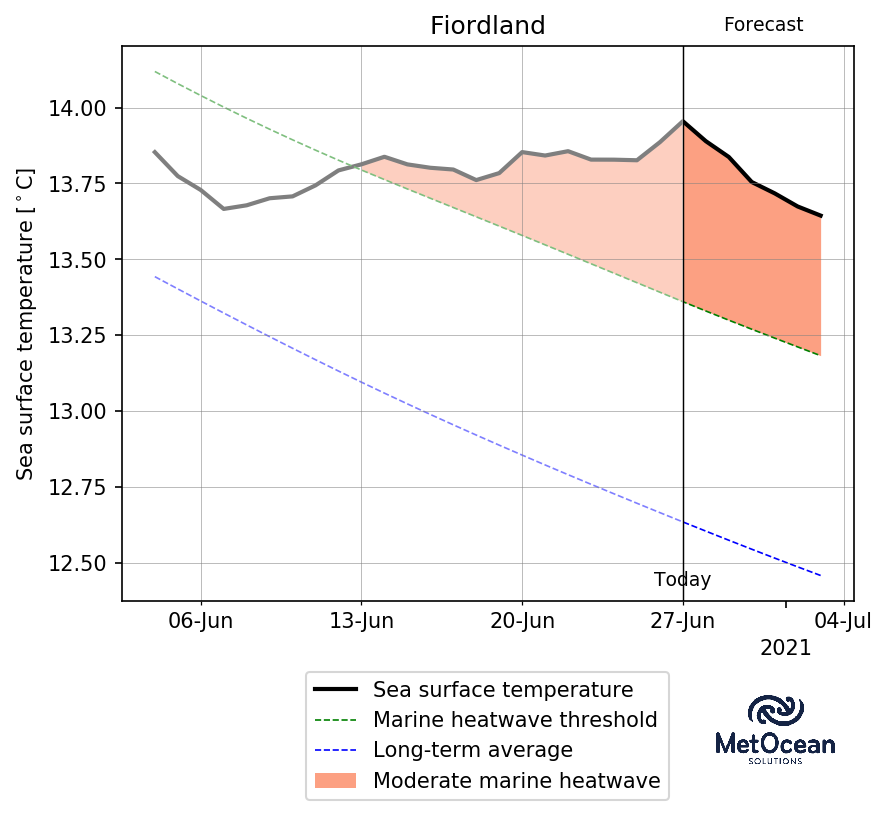 Fiordland
Forecast
Sea surface temperature [°C]
14.00
13.75
13.50
13.25
13.00
12.75
12.50
Today
06-Jun
13-Jun
20-Jun
27-Jun
04-Jul
2021
Sea surface temperature
Marine heatwave threshold
Long-term average
Moderate marine heatwave
MetOcean
SOLUTIONS